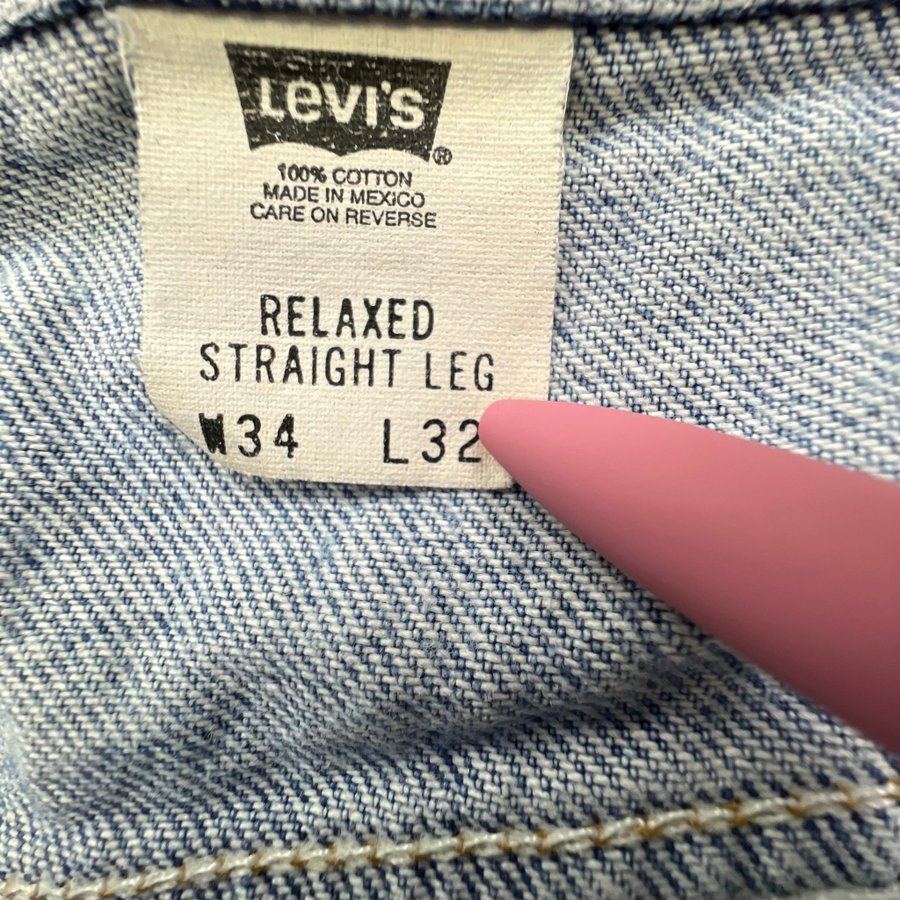 Levi's®
100% COTTON
MADE IN MEXICO
CARE ON REVERSE
RELAXED
STRAIGHT LEG
W34 L32